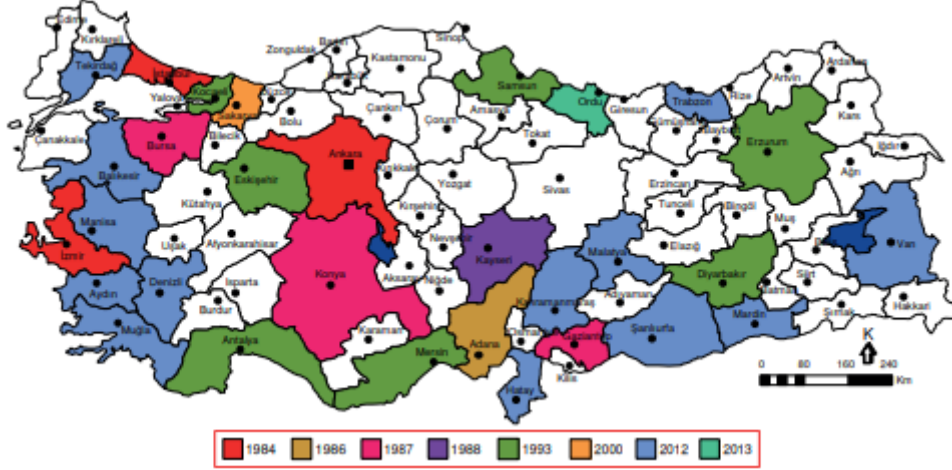 Edirne
Kırklareli
Tekirdağ
İstanbul
Yalova
Kocaeli
Sakarya
Düzce
Zonguldak
Bartın
Kastamonu
Sinop
Samsun
Ordu
Giresun
Trabzon
Rize
Artvin
Ardahan
Kars
Iğdır
Çanakkale
Balıkesir
Bursa
Bilecik
Bolu
Çankırı
Çorum
Amasya
Tokat
Gümüşhane
Bayburt
Erzurum
Ağrı
Kütahya
Eskişehir
Ankara
Kırıkkale
Yozgat
Sivas
Erzincan
Tunceli
Bingöl
Muş
Manisa
İzmir
Uşak
Afyonkarahisar
Kırşehir
Nevşehir
Kayseri
Malatya
Elazığ
Van
Aydın
Denizli
Isparta
Burdur
Konya
Aksaray
Niğde
Kahramanmaraş
Adıyaman
Diyarbakır
Batman
Siirt
Şırnak
Hakkari
Muğla
Antalya
Karaman
Mersin
Adana
Gaziantep
Kilis
Şanlıurfa
Mardin
Hatay
K
0 80 160 240
Km
1984 1986 1987 1988 1993 2000 2012 2013